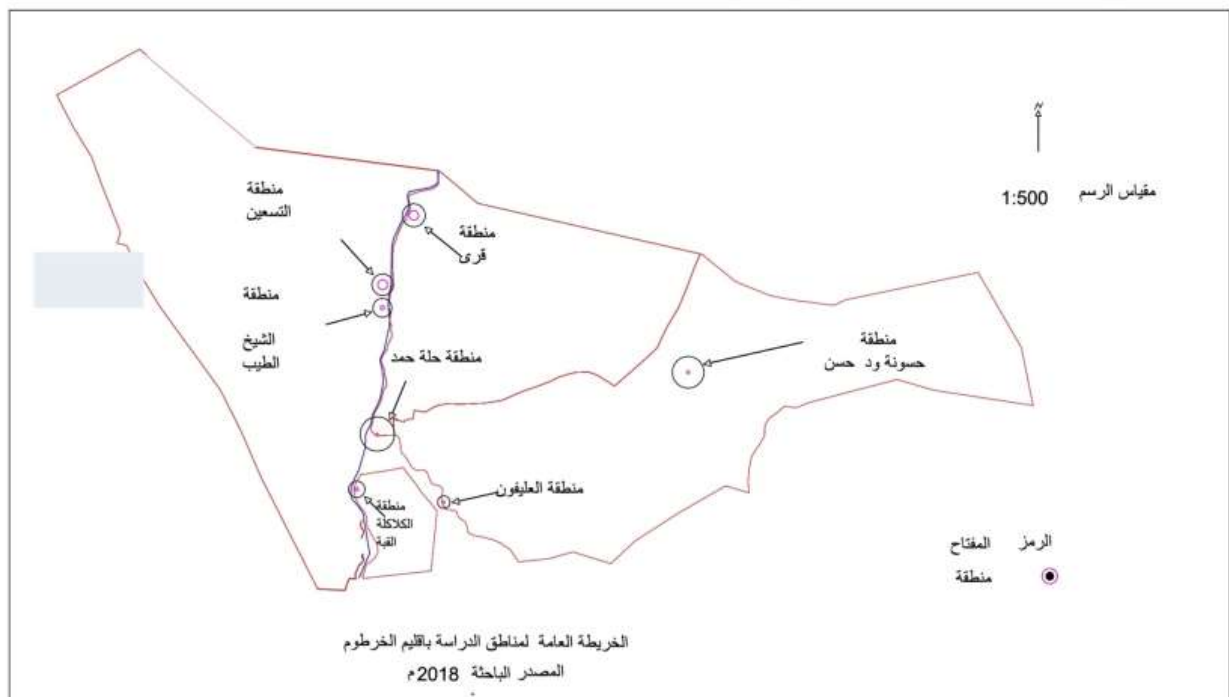 N
مقياس الرسم 1:500
منطقة
التسعين
منطقة
قرى
منطقة
الشيخ
الطيب
منطقة حلة حمد
منطقة
حسونة ود حسن
منطقة العليفون
منطقة
الكلاكلة
القبة
الرمز المفتاح
منطقة
الخريطة العامة لمناطق الدراسة باقليم الخرطوم
المصدر الباحثة 2018م